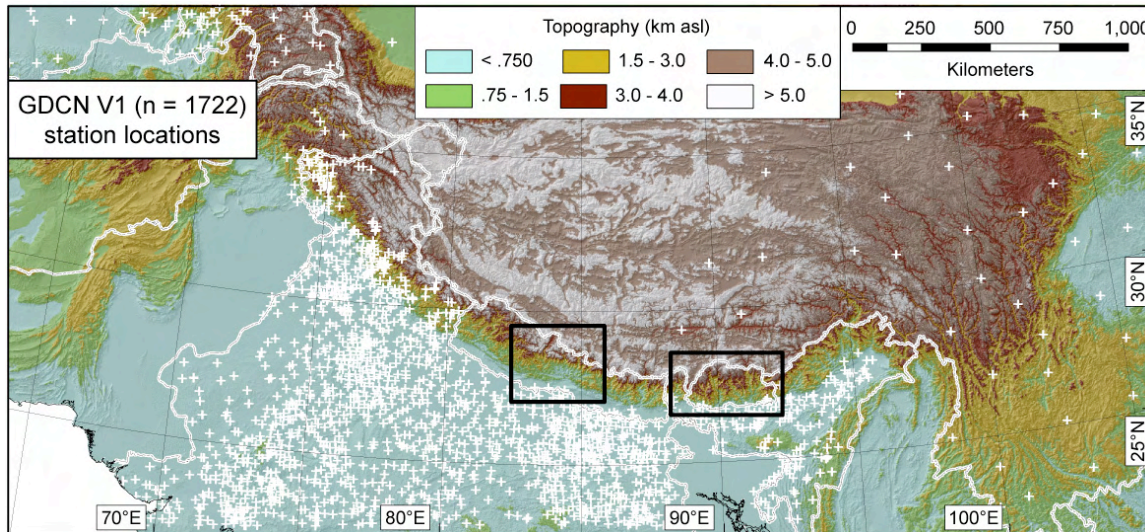 Topography (km asl)
< .750
1.5 - 3.0
4.0 - 5.0
.75 - 1.5
3.0 - 4.0
> 5.0
0 250 500 750 1,000
Kilometers
GDCN V1 (n = 1722)
station locations
35°N
30°N
25°N
70°E
80°E
90°E
100°E